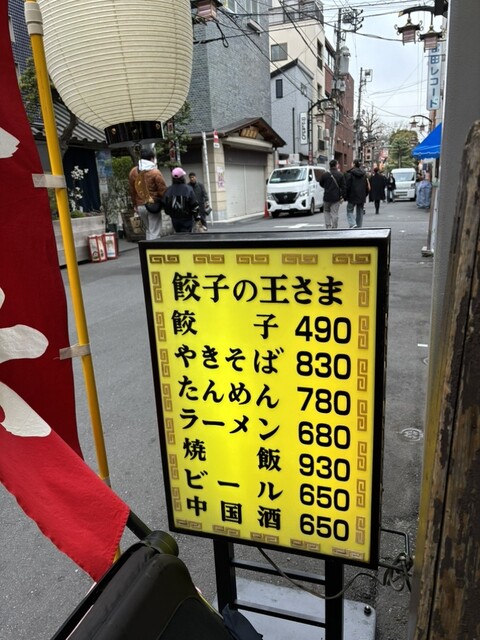 餃子の王さま
餃子 490
やきそば 830
たんめん 780
ラーメン 680
焼飯 930
ビール 650
中国酒 650